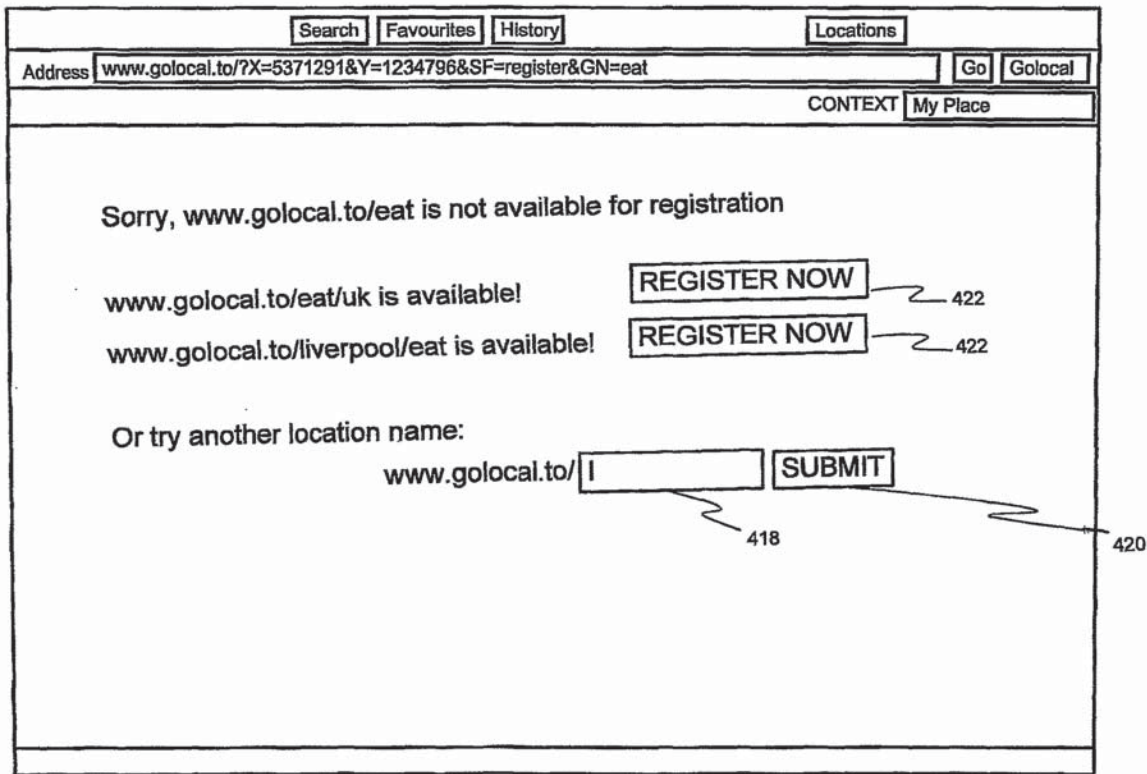 Search Favourites History Locations
Address www.golocal.to/?X=5371291&Y=1234796&SF=register&GN=eat Go Golocal
CONTEXT My Place
Sorry, www.golocal.to/eat is not available for registration
www.golocal.to/eat/uk is available! REGISTER NOW 422
www.golocal.to/liverpool/eat is available! REGISTER NOW 422
Or try another location name:
www.golocal.to/ SUBMIT
418 420